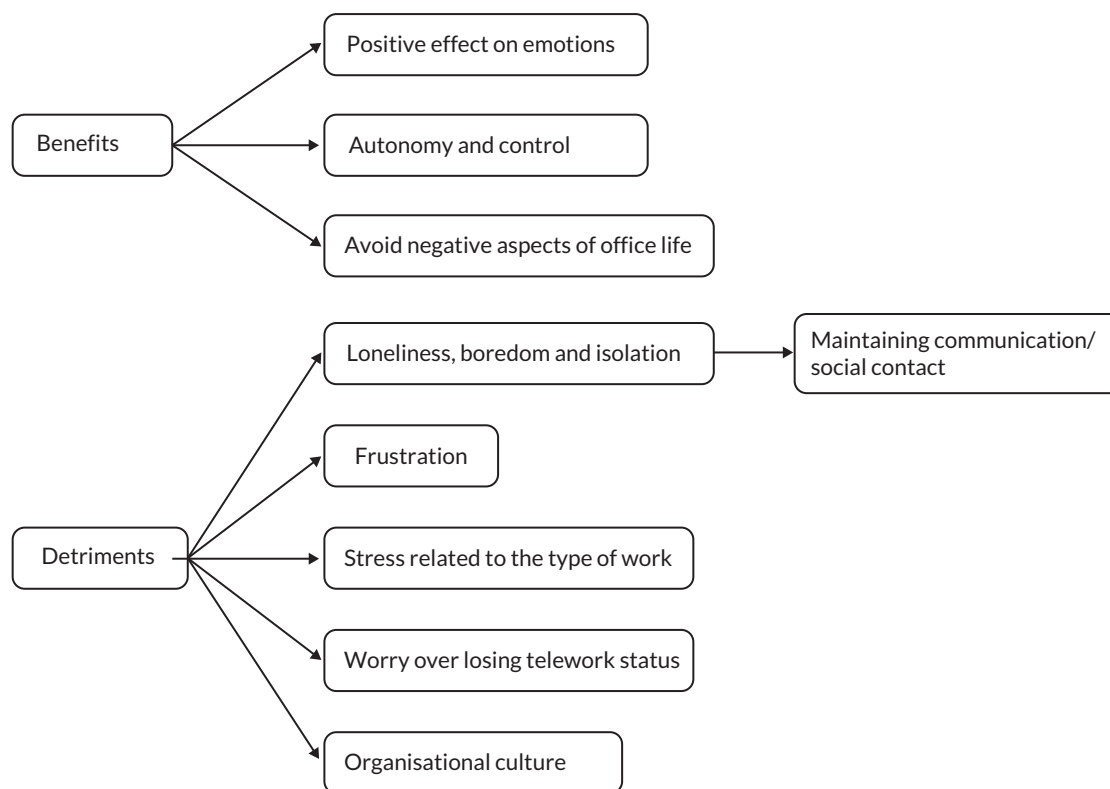 Positive effect on emotions
Benefits
Autonomy and control
Avoid negative aspects of office life
Loneliness, boredom and isolation
Maintaining communication/
social contact
Frustration
Detriments
Stress related to the type of work
Worry over losing telework status
Organisational culture